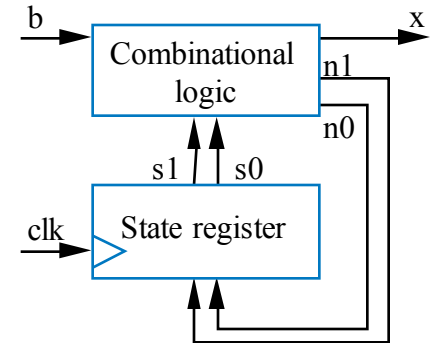 b
x
Combinational
logic
n1
n0
s1
s0
clk
State register